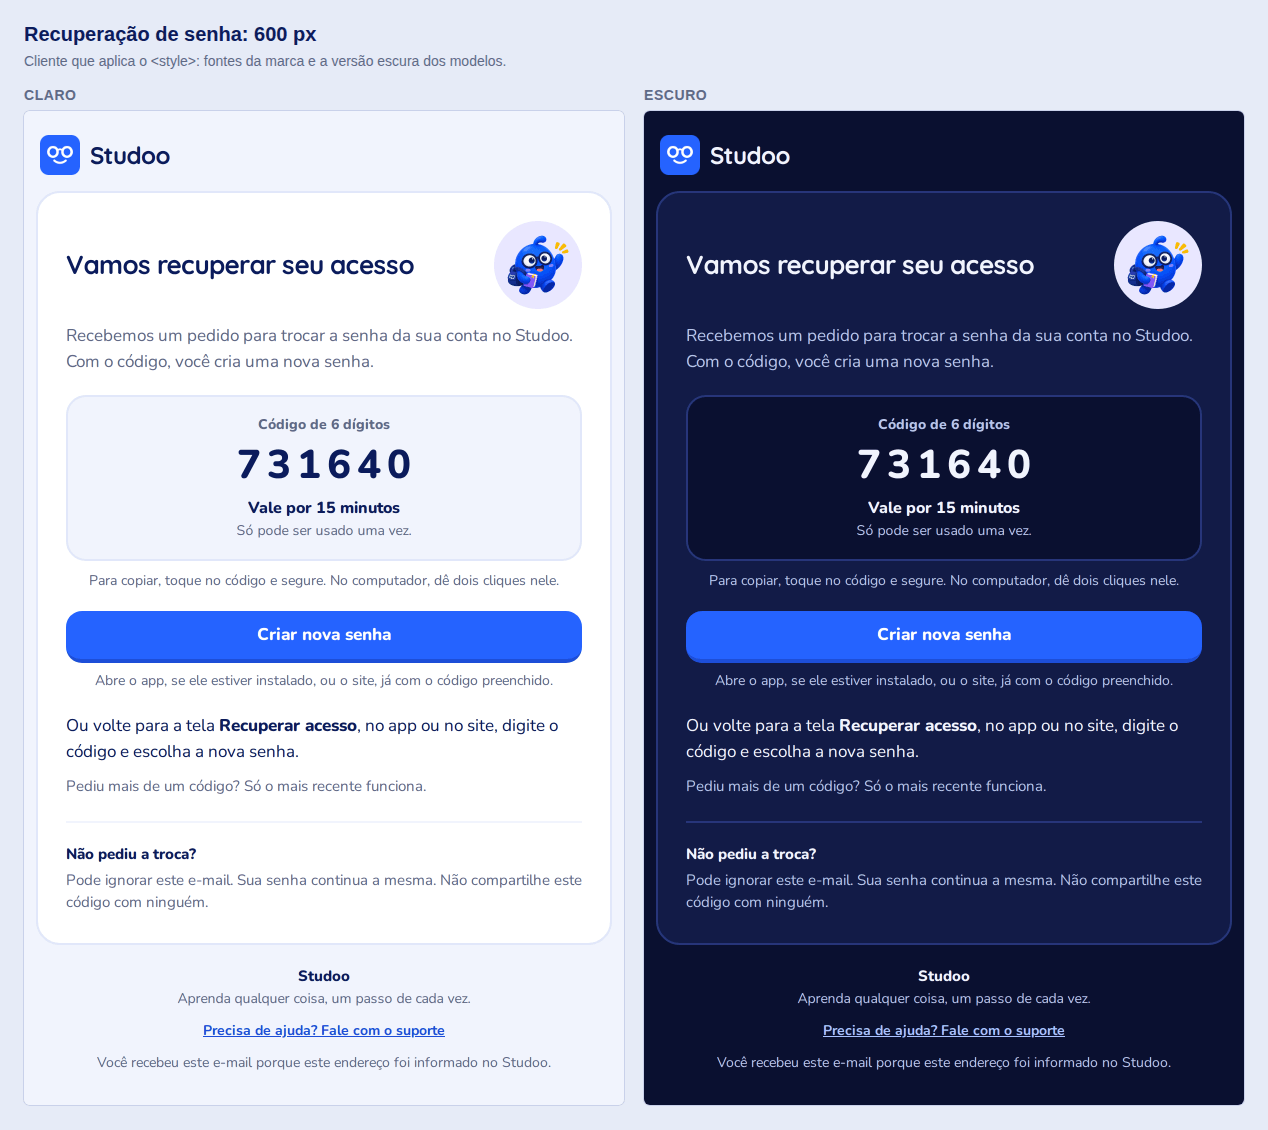 Recuperação de senha: 600 px
Cliente que aplica o <style>: fontes da marca e a versão escura dos modelos.
CLARO
Studoo
Vamos recuperar seu acesso
Recebemos um pedido para trocar a senha da sua conta no Studoo.
Com o código, você cria uma nova senha.
Código de 6 dígitos
731640
Vale por 15 minutos
Só pode ser usado uma vez.
Para copiar, toque no código e segure. No computador, dê dois cliques nele.
Criar nova senha
Abre o app, se ele estiver instalado, ou o site, já com o código preenchido.
Ou volte para a tela Recuperar acesso, no app ou no site, digite o
código e escolha a nova senha.
Pediu mais de um código? Só o mais recente funciona.
Não pediu a troca?
Pode ignorar este e-mail. Sua senha continua a mesma. Não compartilhe este
código com ninguém.
Studoo
Aprenda qualquer coisa, um passo de cada vez.
Precisa de ajuda? Fale com o suporte
Você recebeu este e-mail porque este endereço foi informado no Studoo.
ESCURO
Studoo
Vamos recuperar seu acesso
Recebemos um pedido para trocar a senha da sua conta no Studoo.
Com o código, você cria uma nova senha.
Código de 6 dígitos
731640
Vale por 15 minutos
Só pode ser usado uma vez.
Para copiar, toque no código e segure. No computador, dê dois cliques nele.
Criar nova senha
Abre o app, se ele estiver instalado, ou o site, já com o código preenchido.
Ou volte para a tela Recuperar acesso, no app ou no site, digite o
código e escolha a nova senha.
Pediu mais de um código? Só o mais recente funciona.
Não pediu a troca?
Pode ignorar este e-mail. Sua senha continua a mesma. Não compartilhe este
código com ninguém.
Studoo
Aprenda qualquer coisa, um passo de cada vez.
Precisa de ajuda? Fale com o suporte
Você recebeu este e-mail porque este endereço foi informado no Studoo.